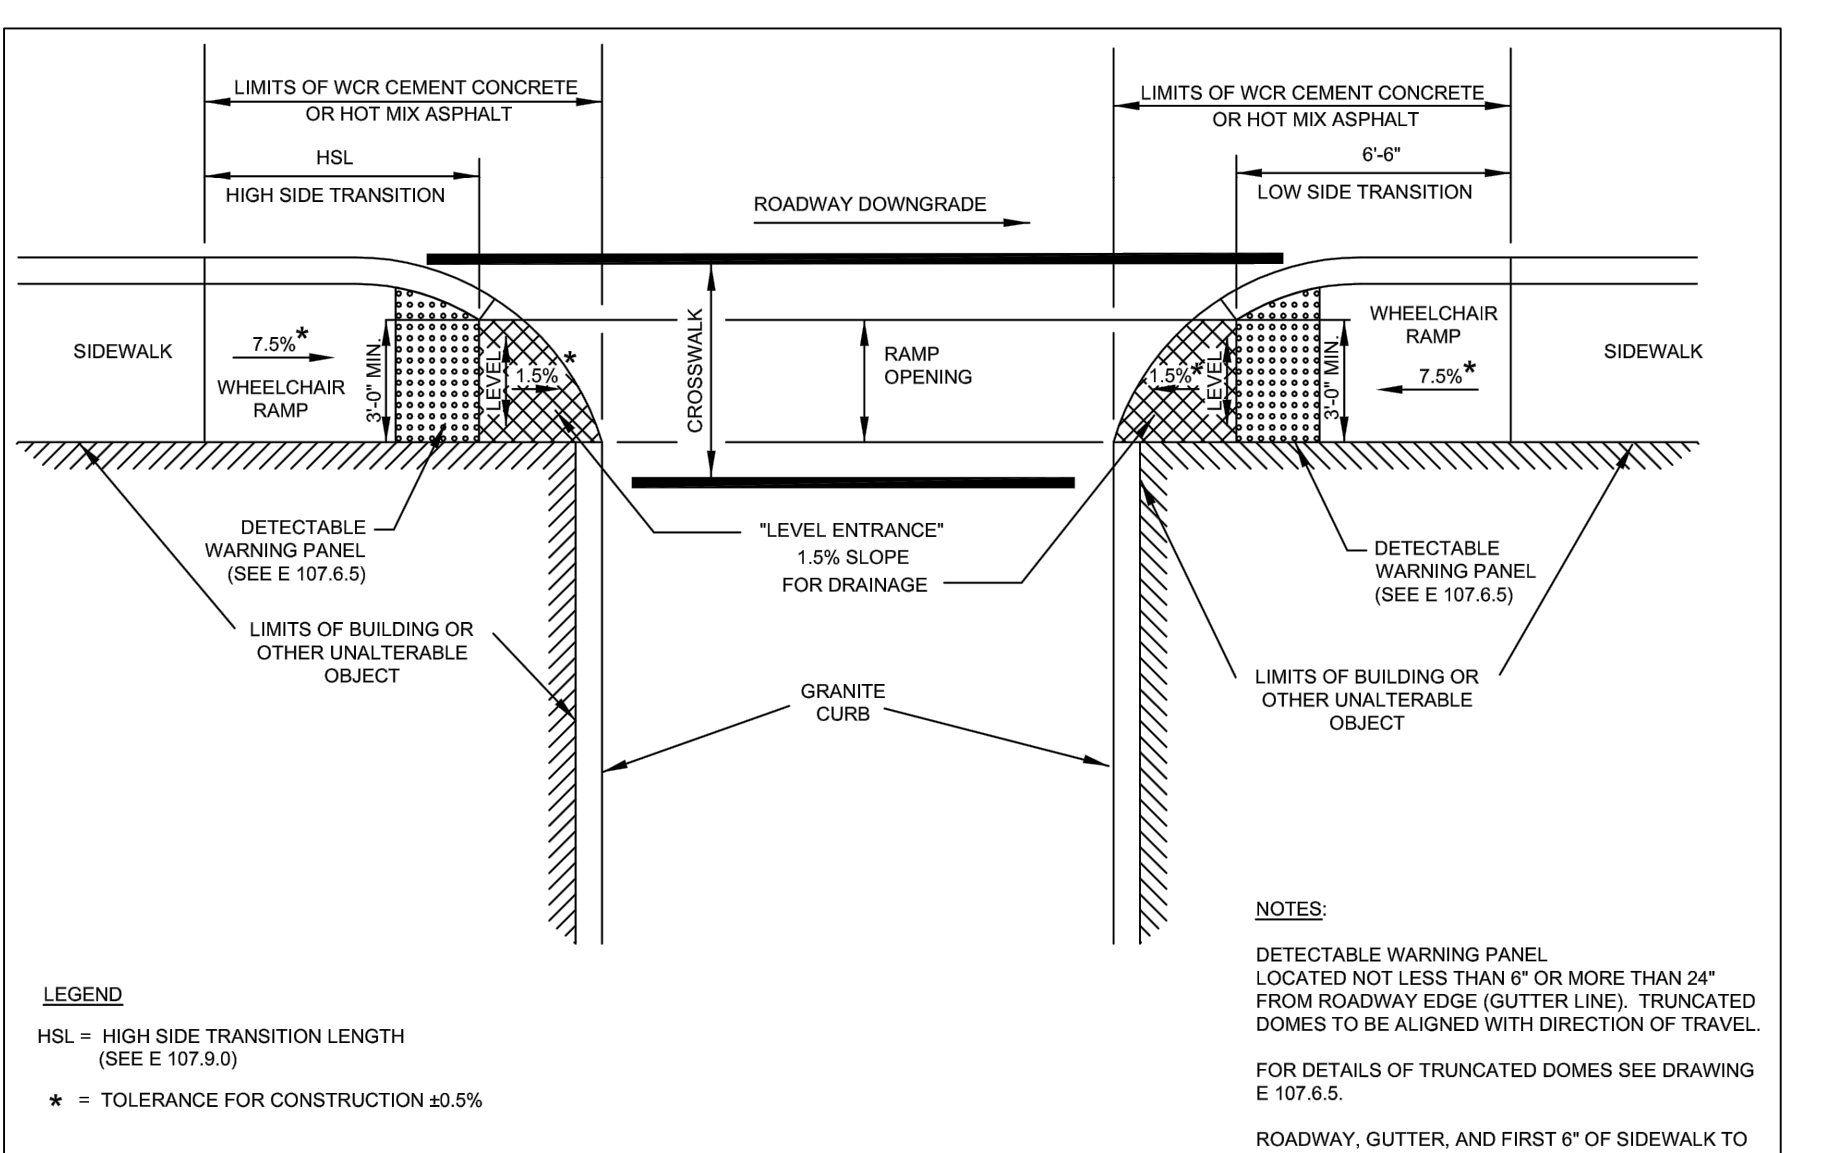 LIMITS OF WCR CEMENT CONCRETE
OR HOT MIX ASPHALT
LIMITS OF WCR CEMENT CONCRETE
OR HOT MIX ASPHALT
HSL
HIGH SIDE TRANSITION
6'-6"
LOW SIDE TRANSITION
ROADWAY DOWNGRADE
SIDEWALK
7.5%*
WHEELCHAIR
RAMP
3'-0" MIN.
LEVEL
1.5%
*
CROSSWALK
RAMP
OPENING
1.5%*
LEVEL
3'-0" MIN.
WHEELCHAIR
RAMP
7.5%*
SIDEWALK
DETECTABLE
WARNING PANEL
(SEE E 107.6.5)
"LEVEL ENTRANCE"
1.5% SLOPE
FOR DRAINAGE
DETECTABLE
WARNING PANEL
(SEE E 107.6.5)
LIMITS OF BUILDING OR
OTHER UNALTERABLE
OBJECT
GRANITE
CURB
LIMITS OF BUILDING OR
OTHER UNALTERABLE
OBJECT
LEGEND
HSL = HIGH SIDE TRANSITION LENGTH
(SEE E 107.9.0)
* = TOLERANCE FOR CONSTRUCTION ±0.5%
NOTES:
DETECTABLE WARNING PANEL
LOCATED NOT LESS THAN 6" OR MORE THAN 24"
FROM ROADWAY EDGE (GUTTER LINE). TRUNCATED
DOMES TO BE ALIGNED WITH DIRECTION OF TRAVEL.
FOR DETAILS OF TRUNCATED DOMES SEE DRAWING
E 107.6.5.
ROADWAY, GUTTER, AND FIRST 6" OF SIDEWALK TO